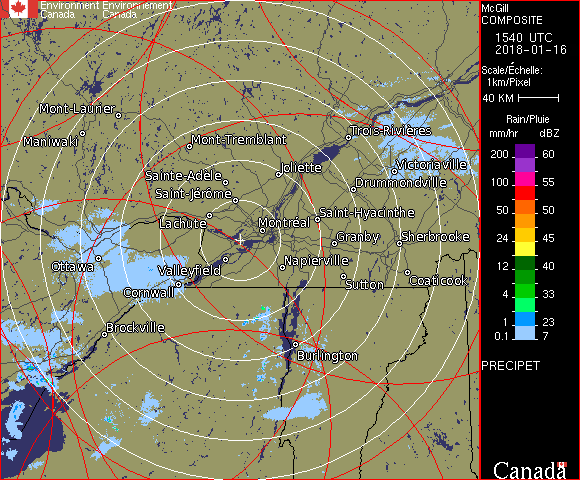 Environment Environnement
Canada Canada
McGill
COMPOSITE
1540 UTC
2018-01-16
Scale/Échelle:
1km/Pixel
40 KM
Rain/Pluie
mm/hr dBZ
200 60
150 57
100 55
50 50
24 45
12 40
4 33
1 23
0.1 7
PRECIPET
Canada
Mont-Laurier
Maniwaki
Mont-Tremblant
Trois-Rivières
Victoriaville
Joliette
Sainte-Adèle
Drummondville
Saint-Jérôme
Lachute
Saint-Hyacinthe
Montréal
Granby
Sherbrooke
Ottawa
Valleyfield
Napierville
Cornwall
Sutton
Coaticook
Brockville
Burlington